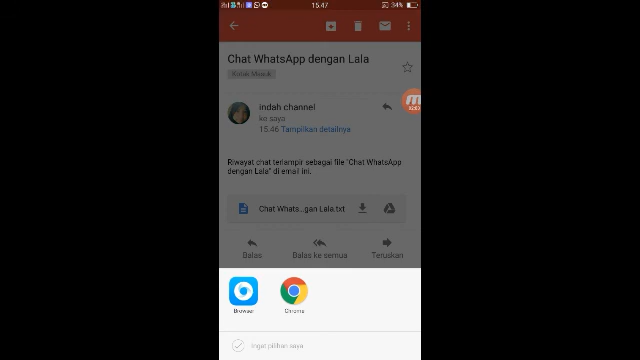 15.47
34%
Chat WhatsApp dengan Lala
Kotak Masuk
indah channel
ke saya
15.46 Tampilkan detailnya
02:03
Riwayat chat terlampir sebagai file "Chat WhatsApp
dengan Lala" di email ini.
Chat Whats...gan Lala.txt
Balas
Balas ke semua
Teruskan
Browser
Chrome
Ingat pilihan saya